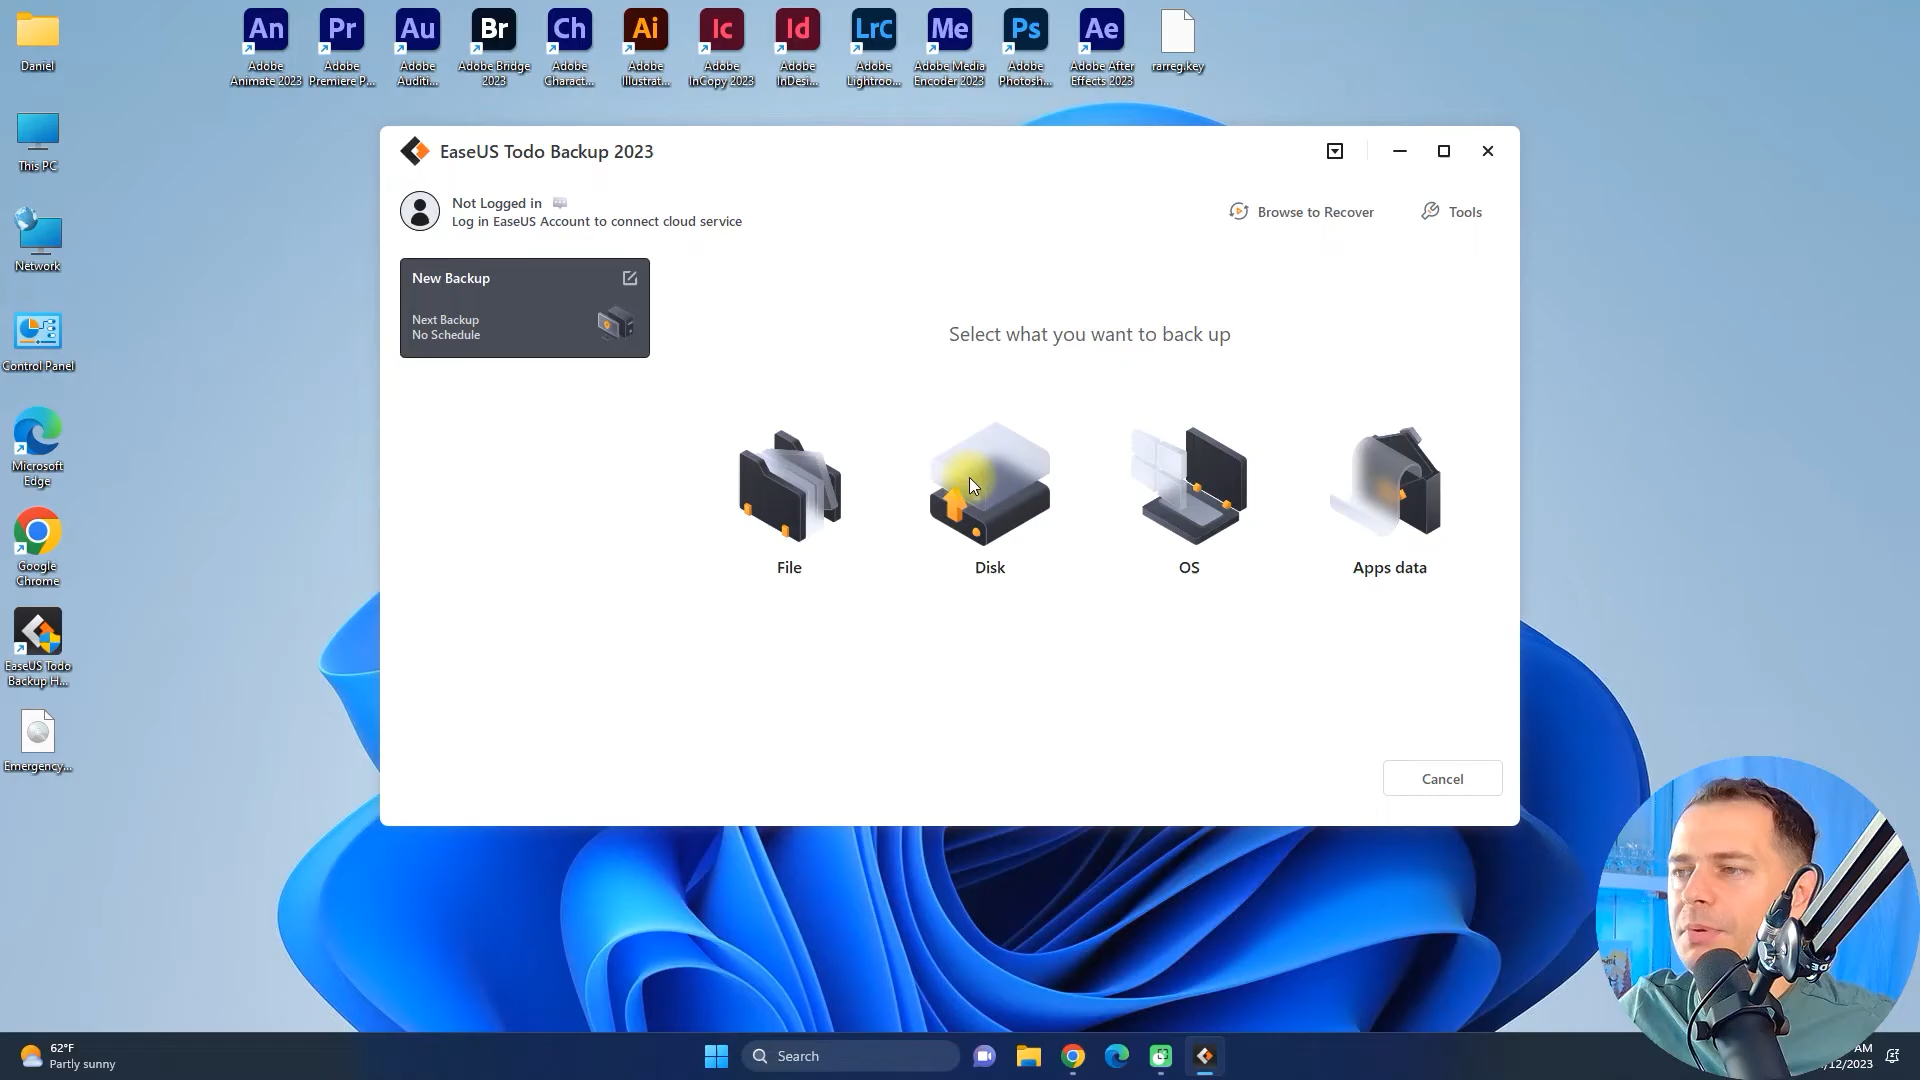 Daniel
This PC
Network
Control Panel
Microsoft
Edge
Google
Chrome
EaseUS Todo
Backup H...
Emergency...
An
Adobe
Animate 2023
Pr
Adobe
Premiere P...
Au
Adobe
Auditi...
Br
Adobe Bridge
2023
Ch
Adobe
Charact...
Ai
Adobe
Illustrat...
Ic
Adobe
InCopy 2023
Id
Adobe
InDesi...
LrC
Adobe
Lightroo...
Me
Adobe Media
Encoder 2023
Ps
Adobe
Photosh...
Ae
Adobe After
Effects 2023
rarreg.key
EaseUS Todo Backup 2023
Not Logged in
Log in EaseUS Account to connect cloud service
Browse to Recover
Tools
New Backup
Next Backup
No Schedule
Select what you want to back up
File
Disk
OS
Apps data
Cancel
62°F
Partly sunny
Search
AM
/12/2023